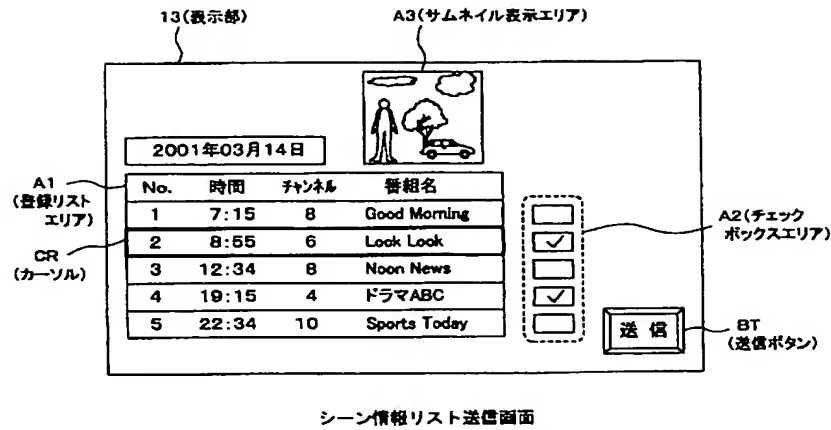 13(表示部)
A3(サムネイル表示エリア)
2001年03月14日
A1
(登録リスト
エリア)
No. 時間 チャンネル 番組名
1 7:15 8 Good Morning
CR
(カーソル)
2 8:55 6 Look Look
3 12:34 8 Noon News
4 19:15 4 ドラマABC
5 22:34 10 Sports Today
A2(チェック
ボックスエリア)
送 信
BT
(送信ボタン)
シーン情報リスト送信画面